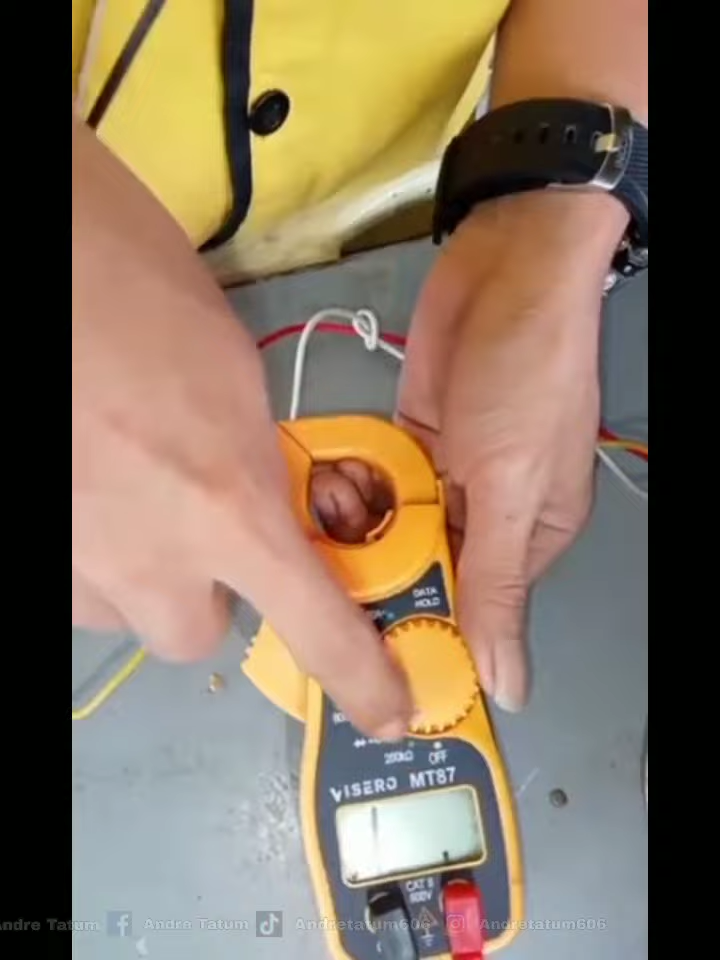 DATA
HOLD
200kΩ OFF
VISERO MT87
CAT II
600V
Andre Tatum Andre Tatum Andretatum606 Andretatum606